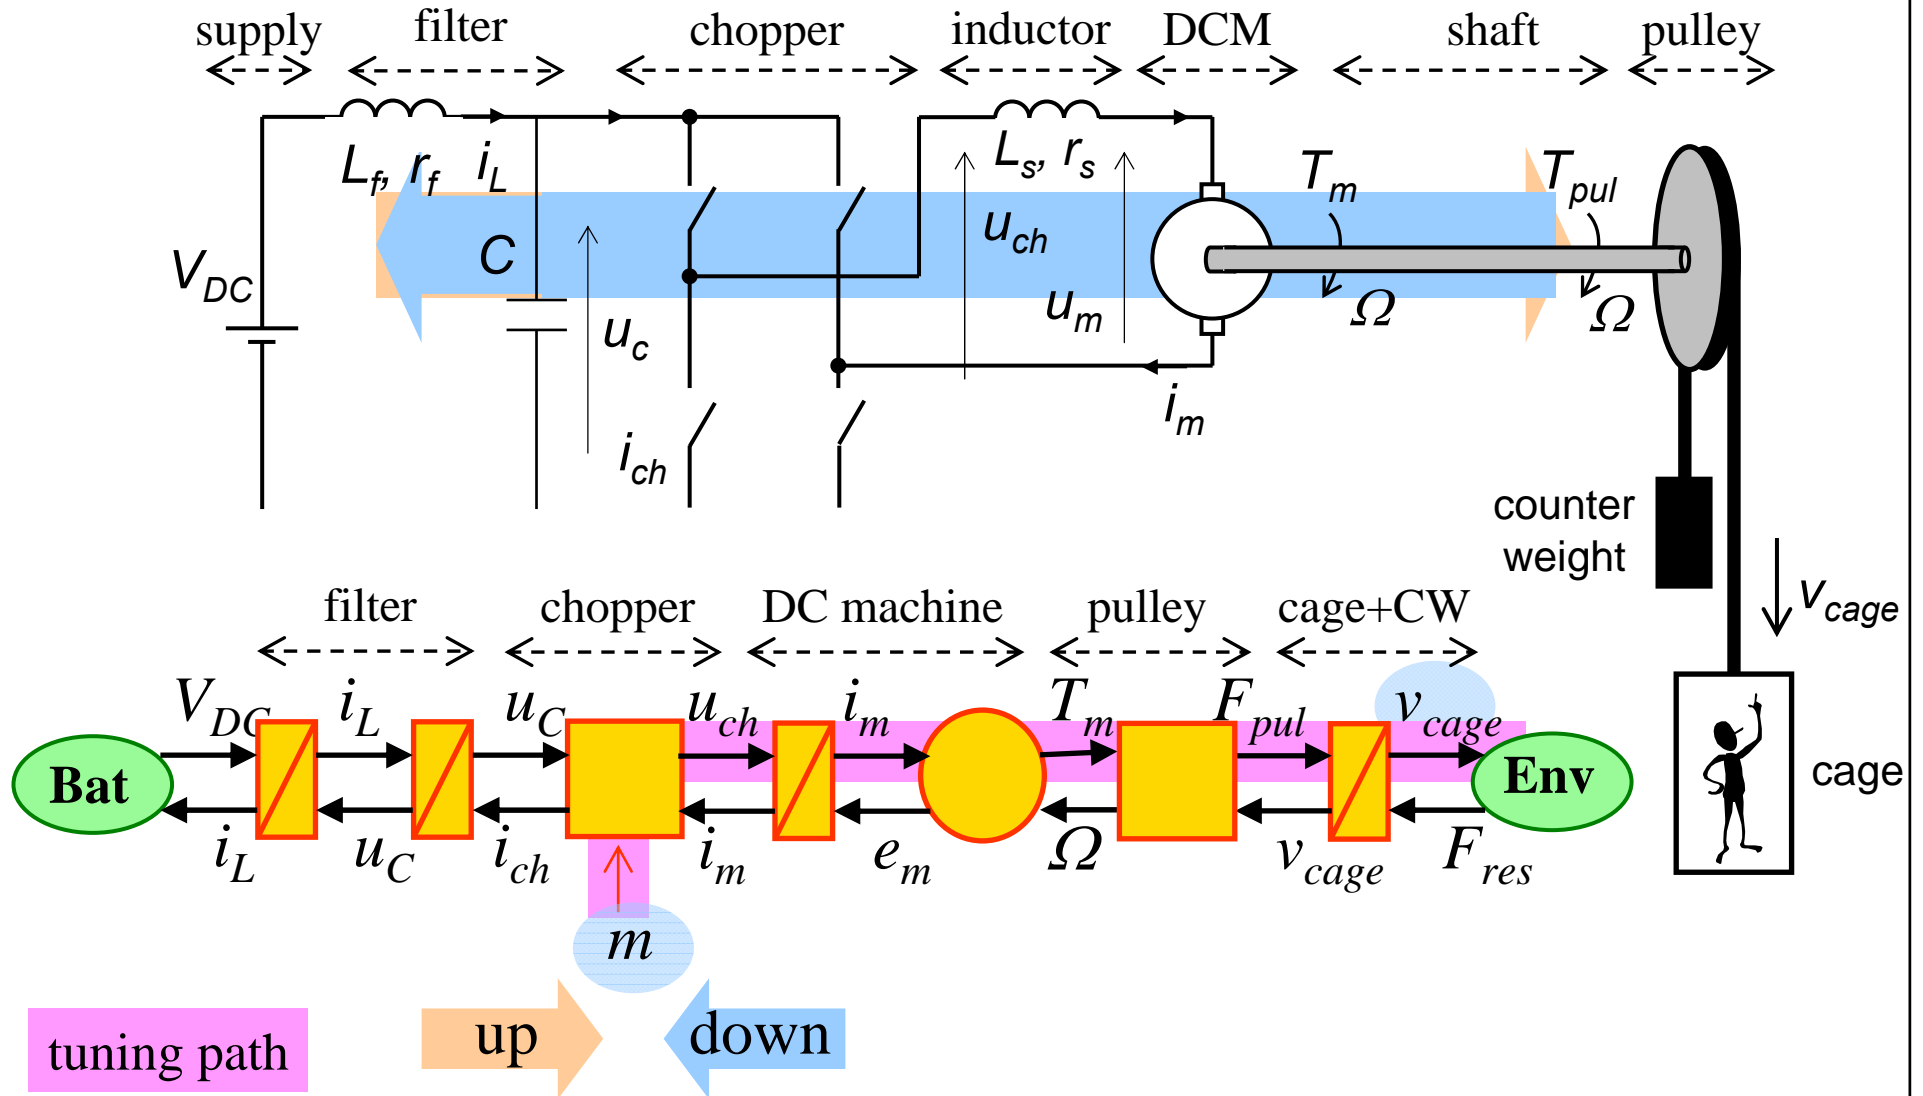 supply filter chopper inductor DCM shaft pulley
L_f, r_f i_L L_s, r_s T_m T_pul
V_DC C u_ch
u_c u_m Ω Ω
i_ch i_m
counter
weight
v_cage
filter chopper DC machine pulley cage+CW
V_DC i_L u_C u_ch i_m T_m F_pul v_cage
Bat Env cage
i_L u_C i_ch i_m e_m Ω v_cage F_res
m
up down
tuning path